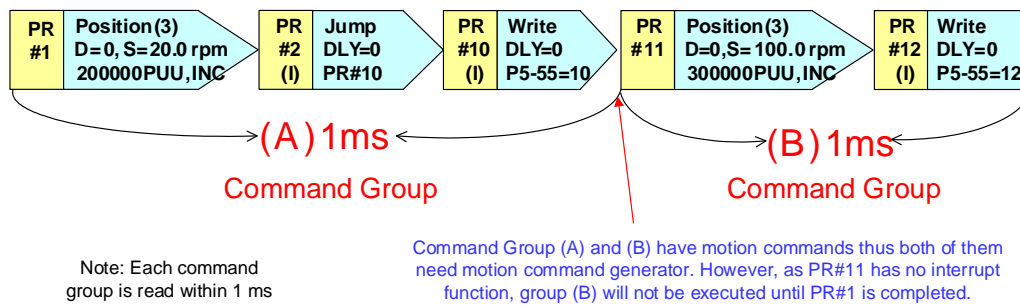 PR
#1
Position(3)
D=0, S=20.0 rpm
200000PUU,INC
PR
#2
(I)
Jump
DLY=0
PR#10
PR
#10
(I)
Write
DLY=0
P5-55=10
PR
#11
Position(3)
D=0,S=100.0 rpm
300000PUU,INC
PR
#12
(I)
Write
DLY=0
P5-55=12
(A) 1ms
Command Group
(B) 1ms
Command Group
Note: Each command
group is read within 1 ms
Command Group (A) and (B) have motion commands thus both of them
need motion command generator. However, as PR#11 has no interrupt
function, group (B) will not be executed until PR#1 is completed.